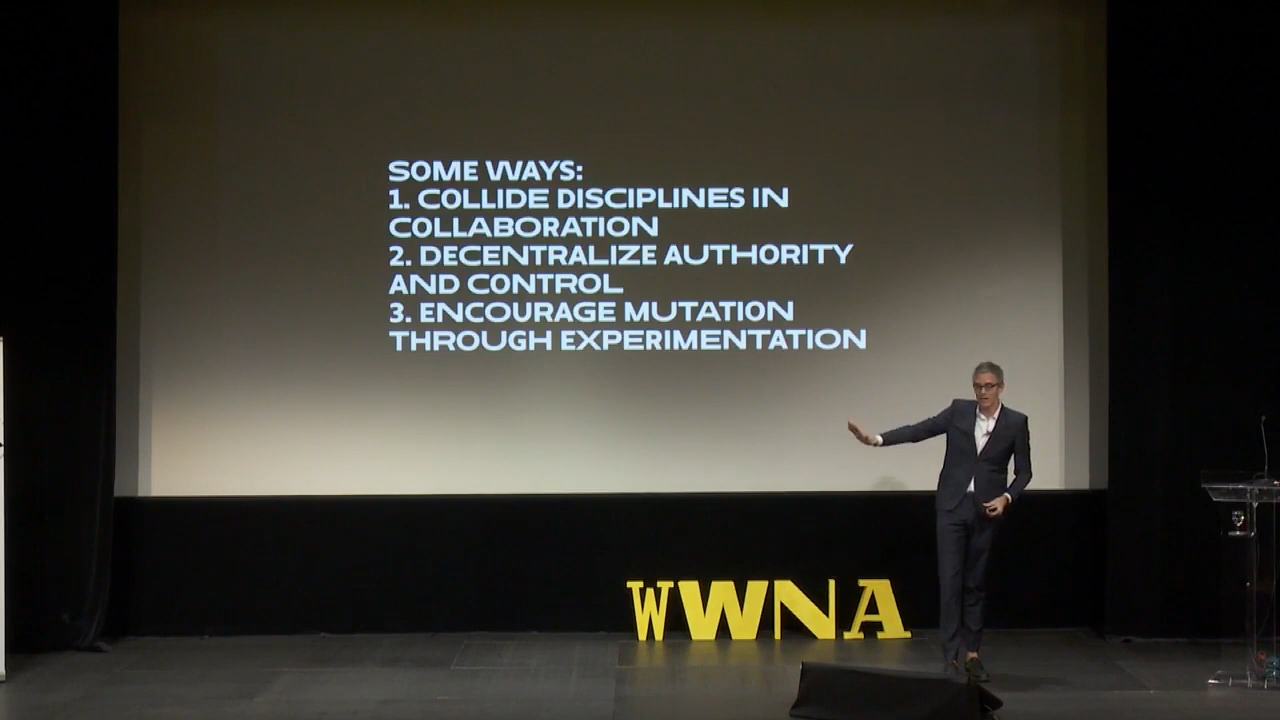 SOME WAYS:
1. COLLIDE DISCIPLINES IN
COLLABORATION
2. DECENTRALIZE AUTHORITY
AND CONTROL
3. ENCOURAGE MUTATION
THROUGH EXPERIMENTATION
WWNA